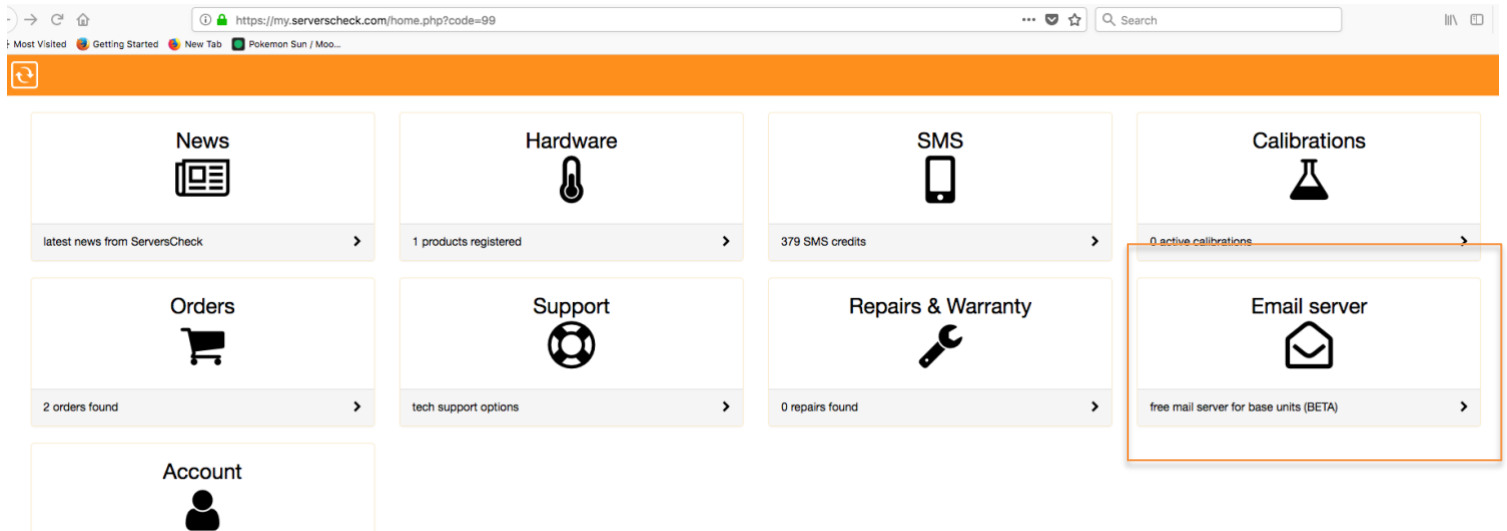 https://my.serverscheck.com/home.php?code=99
Search
Most Visited Getting Started New Tab Pokemon Sun / Moo...
News
Hardware
SMS
Calibrations
latest news from ServersCheck
1 products registered
379 SMS credits
0 active calibrations
Orders
Support
Repairs & Warranty
Email server
2 orders found
tech support options
0 repairs found
free mail server for base units (BETA)
Account